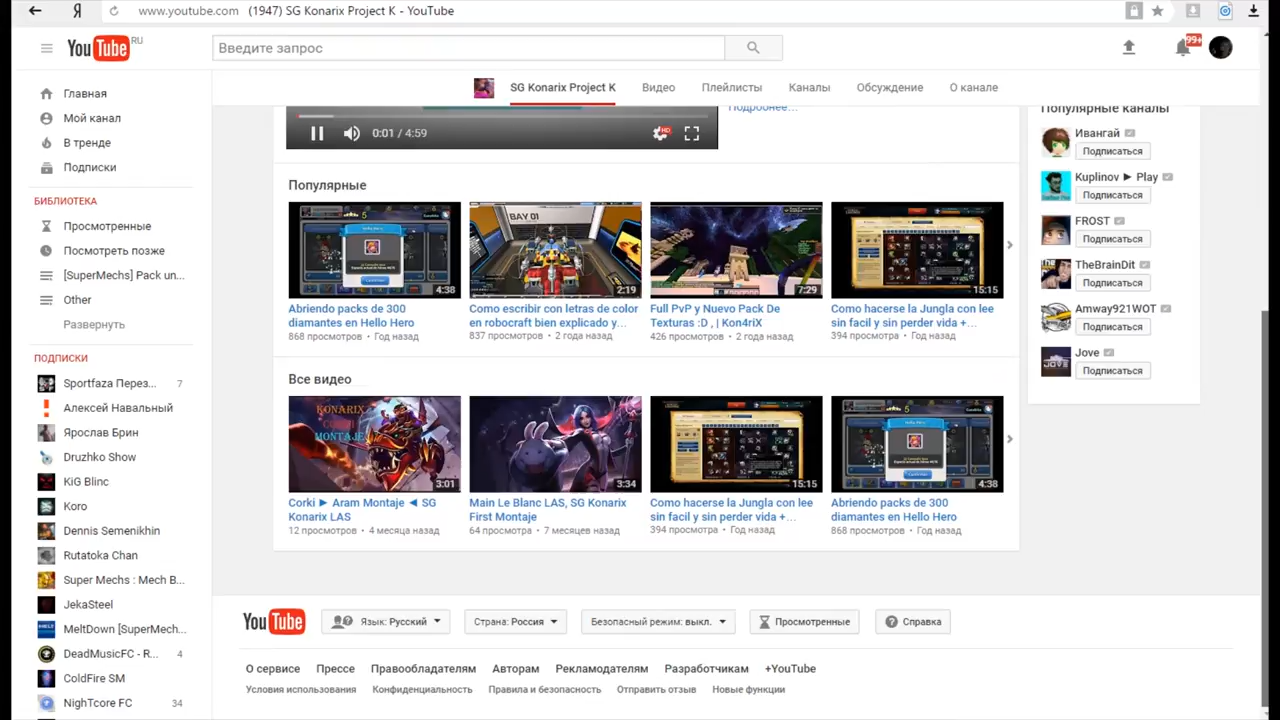 www.youtube.com (1947) SG Konarix Project K - YouTube
YouTube RU
Введите запрос
99+
SG Konarix Project K Видео Плейлисты Каналы Обсуждение О канале
Главная
Мой канал
В тренде
Подписки
БИБЛИОТЕКА
Просмотренные
Посмотреть позже
[SuperMechs] Pack un...
Other
Развернуть
ПОДПИСКИ
Sportfaza Перез... 7
Алексей Навальный
Ярослав Брин
Druzhko Show
KiG Blinc
Koro
Dennis Semenikhin
Rutatoka Chan
Super Mechs : Mech B...
JekaSteel
MeltDown [SuperMech...
DeadMusicFC - R... 4
ColdFire SM
NighTcore FC 34
0:01 / 4:59
HD
Подробнее...
Популярные
4:38
BAY 01
2:19
7:29
15:15
Abriendo packs de 300
diamantes en Hello Hero
868 просмотров • Год назад
Como escribir con letras de color
en robocraft bien explicado y...
837 просмотров • 2 года назад
Full PvP y Nuevo Pack De
Texturas :D , | Kon4riX
426 просмотров • 2 года назад
Como hacerse la Jungla con lee
sin facil y sin perder vida +...
394 просмотра • Год назад
Все видео
KONARIX
CORKI
MONTAJE
3:01
3:34
15:15
4:38
Corki ► Aram Montaje ◄ SG
Konarix LAS
12 просмотров • 4 месяца назад
Main Le Blanc LAS, SG Konarix
First Montaje
64 просмотра • 7 месяцев назад
Como hacerse la Jungla con lee
sin facil y sin perder vida +...
394 просмотра • Год назад
Abriendo packs de 300
diamantes en Hello Hero
868 просмотров • Год назад
Популярные каналы
Ивангай
Подписаться
Kuplinov ► Play
Подписаться
FROST
Подписаться
TheBrainDit
Подписаться
Amway921WOT
Подписаться
Jove
Подписаться
YouTube Язык: Русский Страна: Россия Безопасный режим: выкл. Просмотренные Справка
О сервисе Прессе Правообладателям Авторам Рекламодателям Разработчикам +YouTube
Условия использования Конфиденциальность Правила и безопасность Отправить отзыв Новые функции